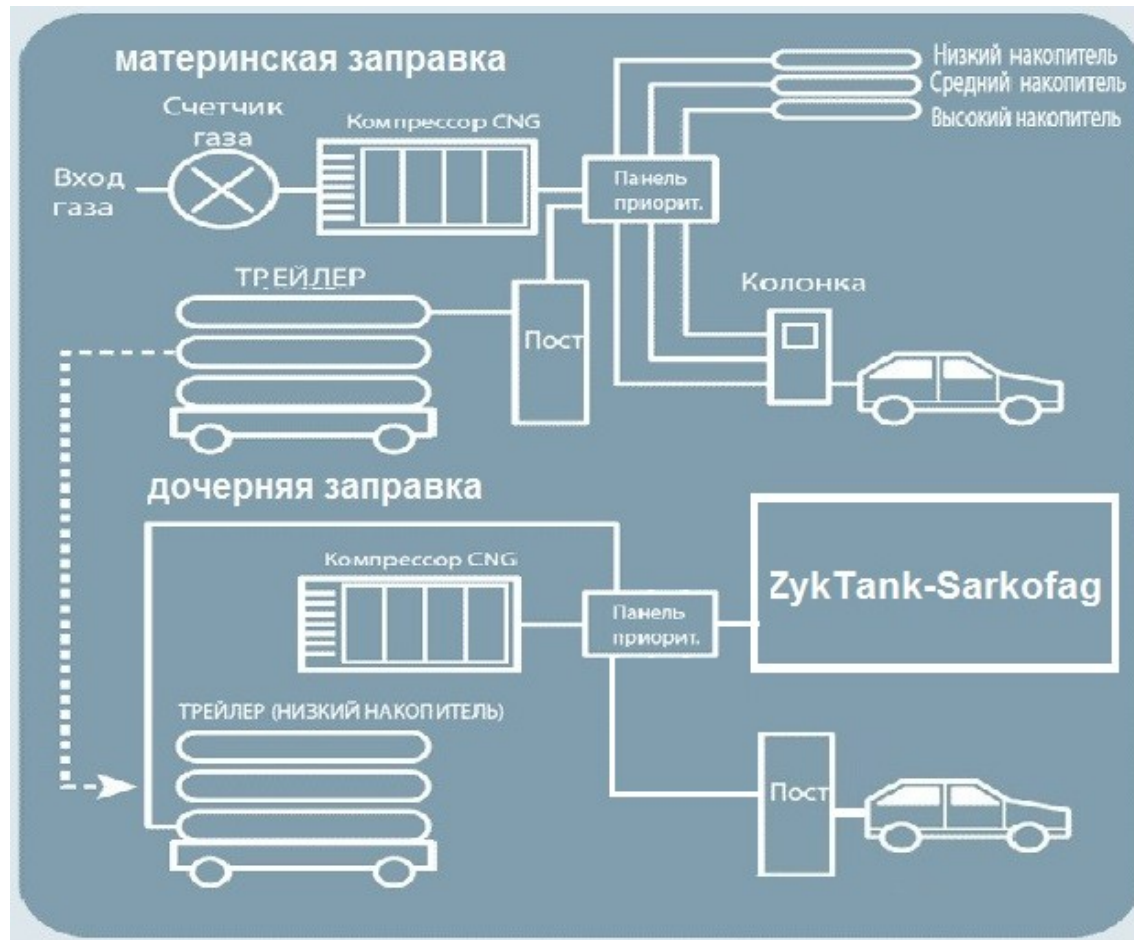 материнская заправка
Низкий накопитель
Средний накопитель
Высокий накопитель
Счетчик
газа
Компрессор CNG
Вход
газа
Панель
приорит.
ТРЕЙЛЕР
Колонка
Пост
дочерняя заправка
Компрессор CNG
ZykTank-Sarkofag
Панель
приорит.
ТРЕЙЛЕР (НИЗКИЙ НАКОПИТЕЛЬ)
Пост